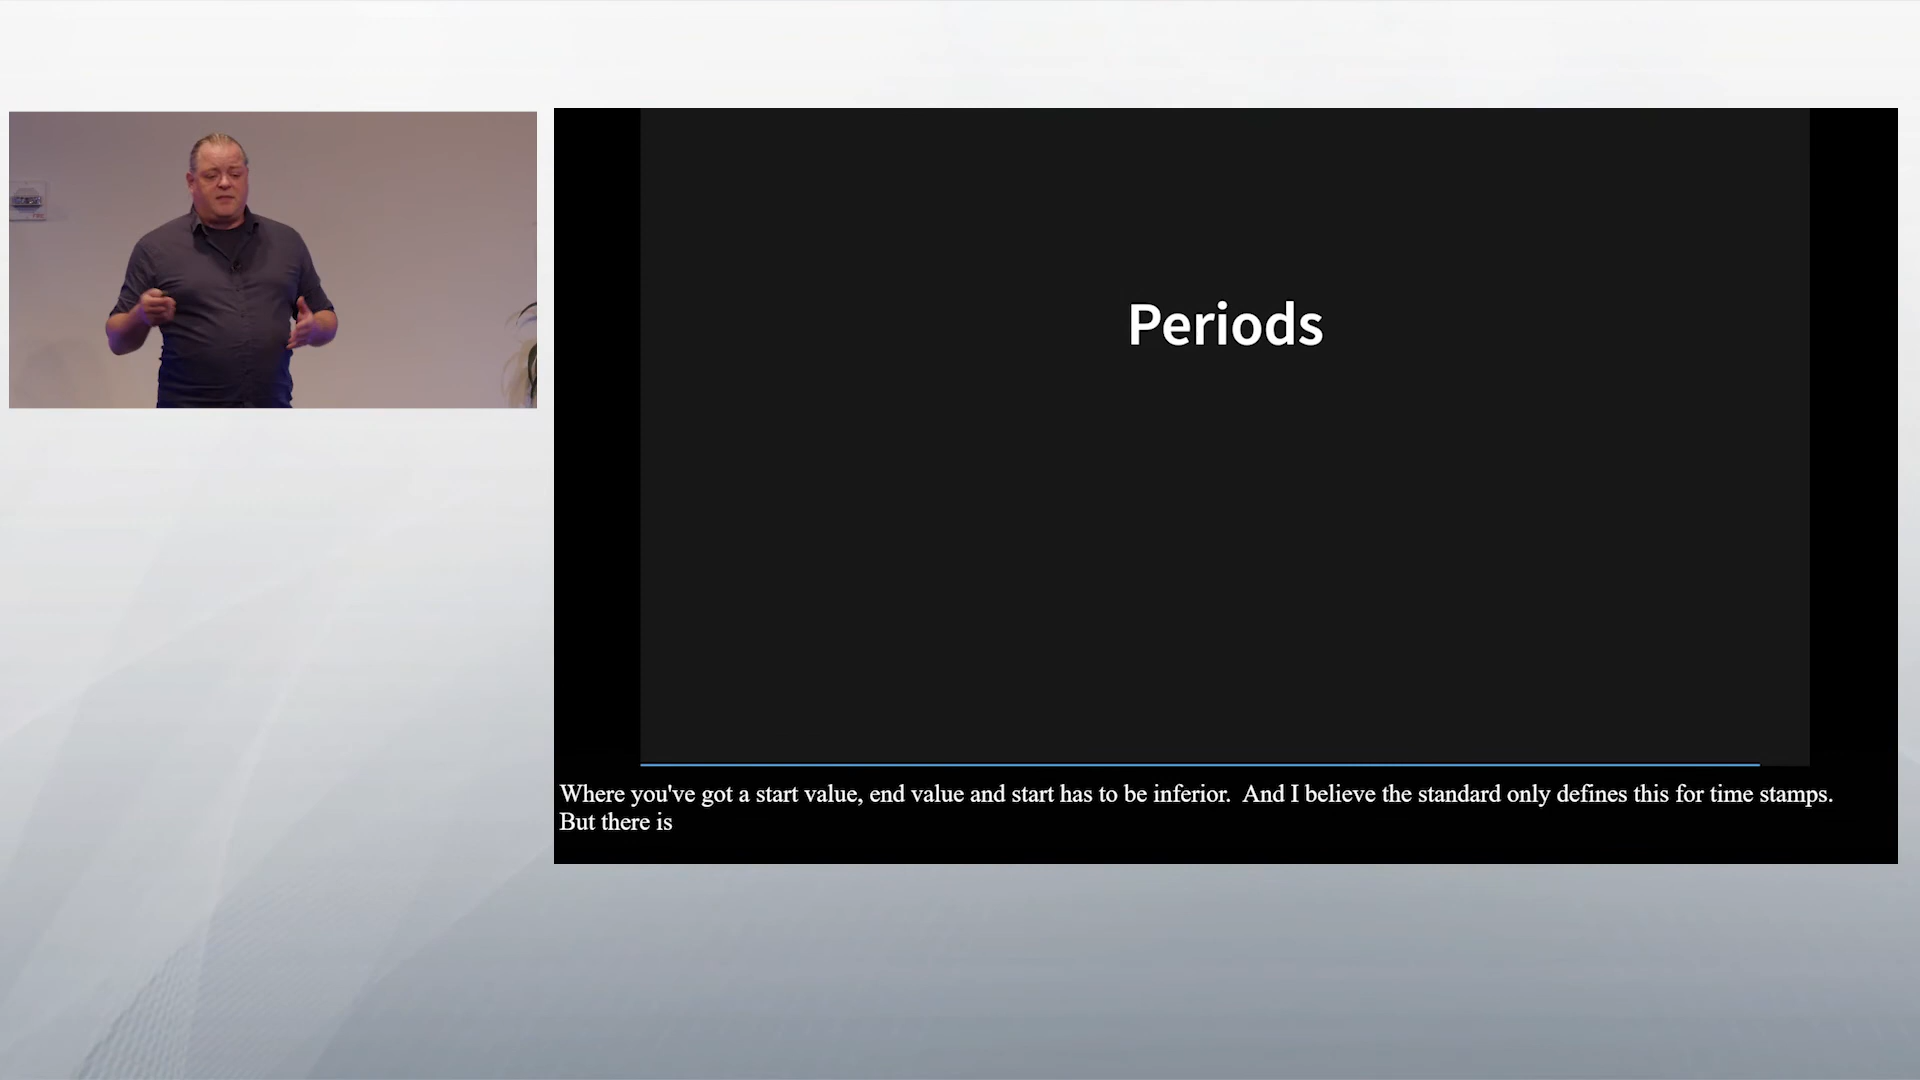 Periods
Where you've got a start value, end value and start has to be inferior.  And I believe the standard only defines this for time stamps.
But there is